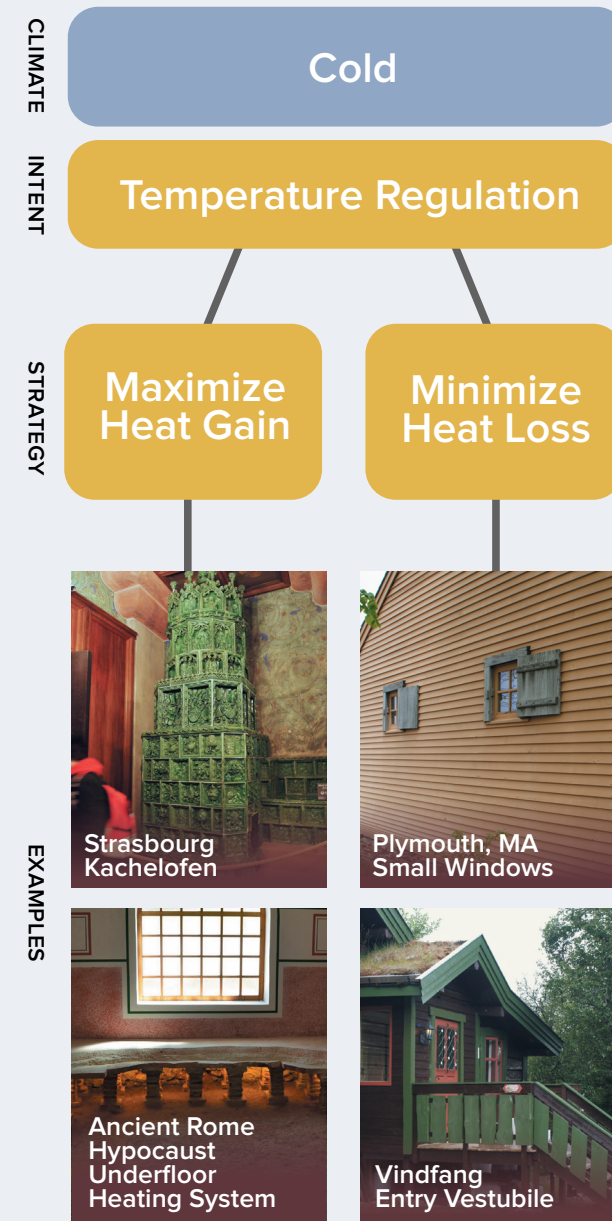 CLIMATE
Cold
INTENT
Temperature Regulation
STRATEGY
Maximize
Heat Gain
Minimize
Heat Loss
EXAMPLES
Strasbourg
Kachelofen
Plymouth, MA
Small Windows
Ancient Rome
Hypocaust
Underfloor
Heating System
Vindfang
Entry Vestubile